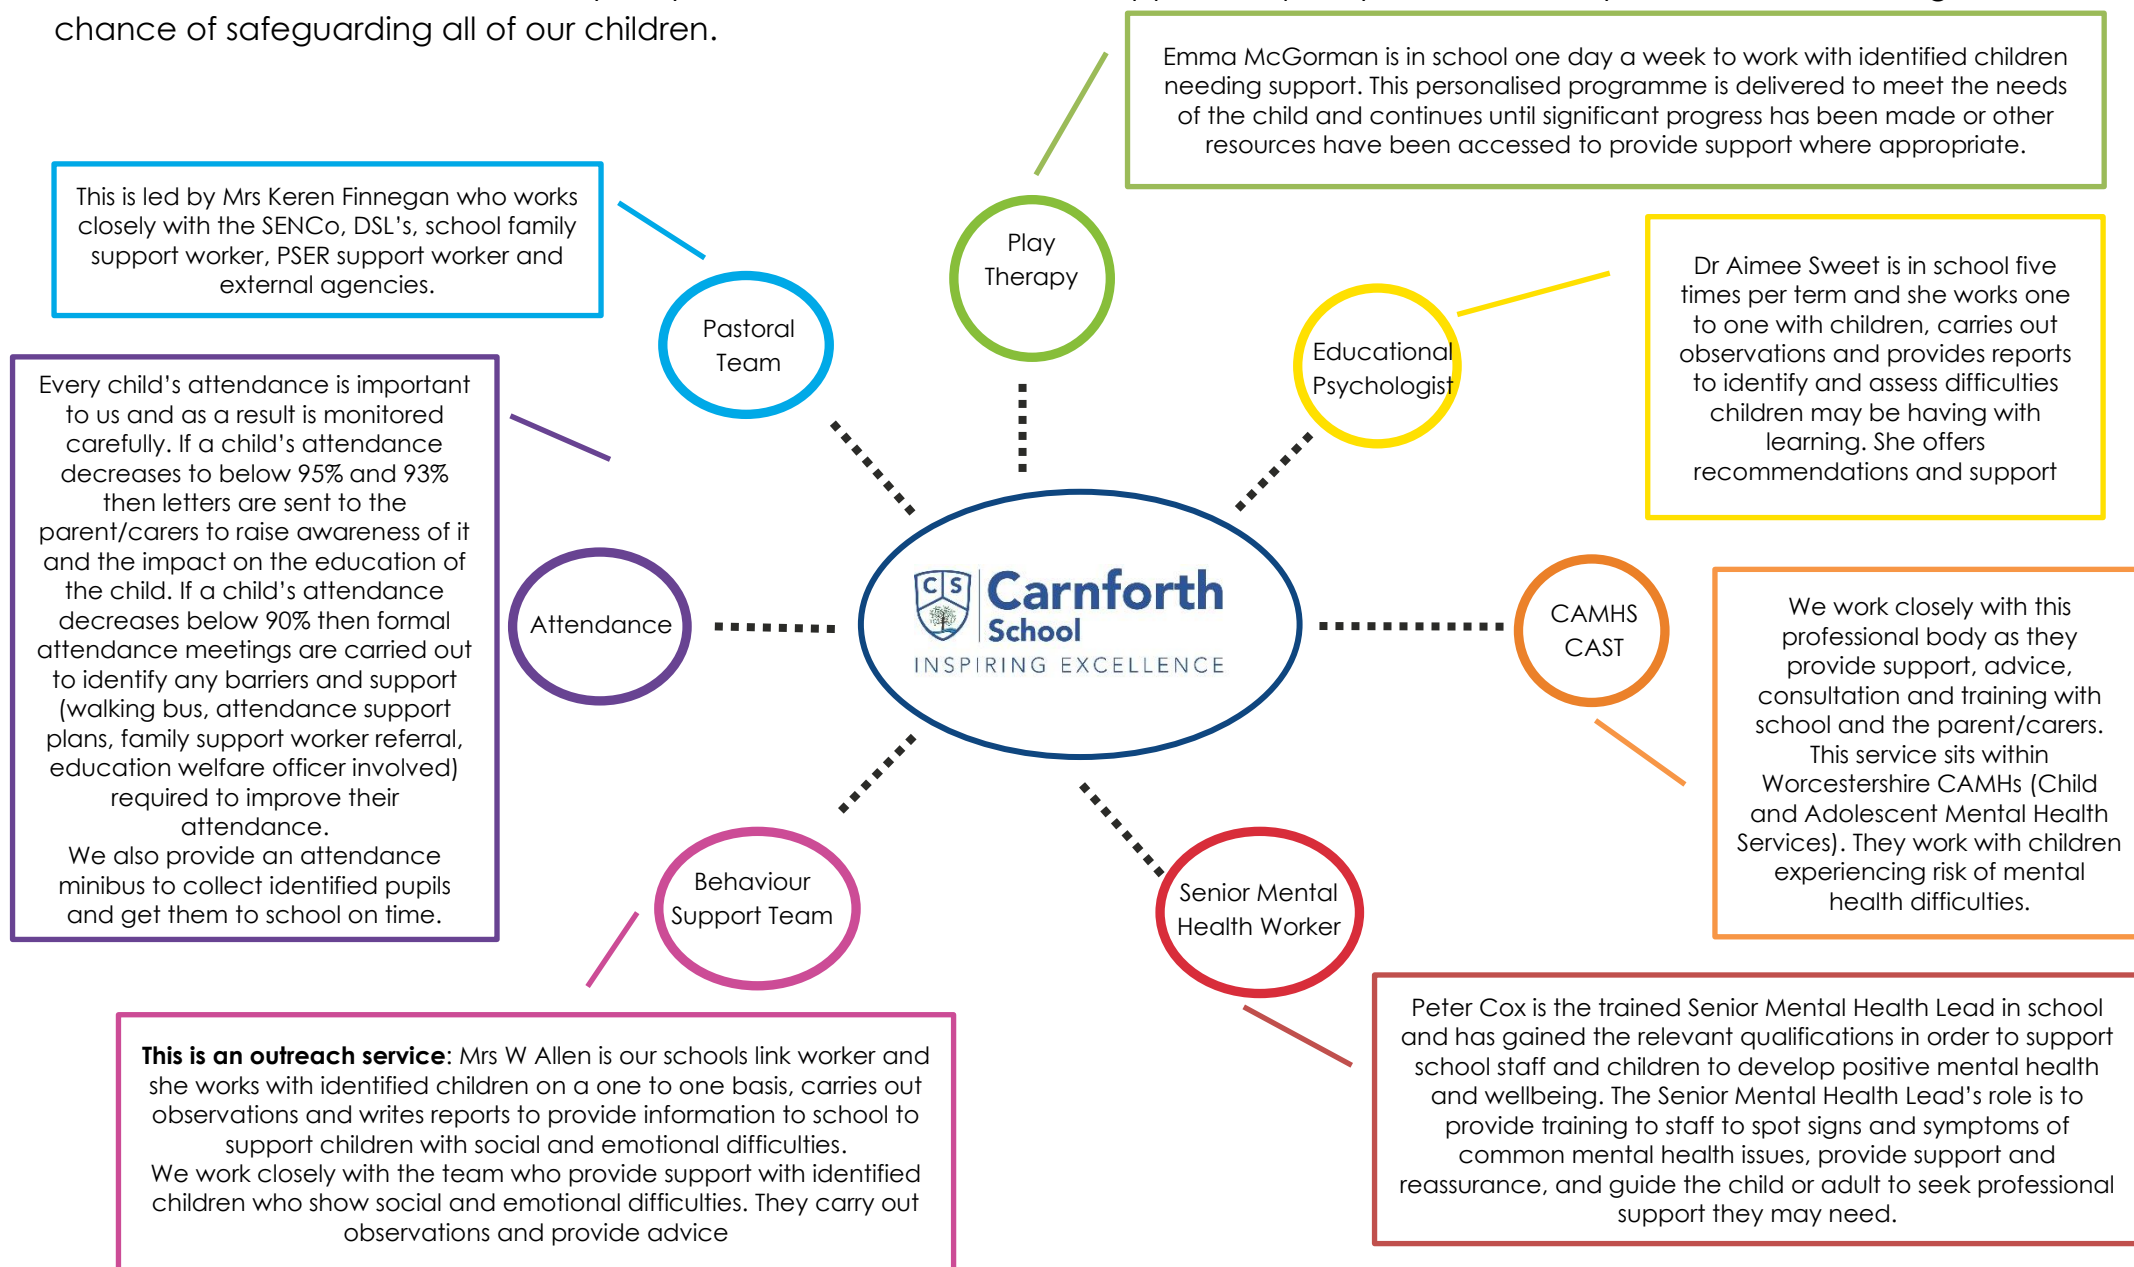 chance of safeguarding all of our children.
Emma McGorman is in school one day a week to work with identified children
needing support. This personalised programme is delivered to meet the needs
of the child and continues until significant progress has been made or other
resources have been accessed to provide support where appropriate.
This is led by Mrs Keren Finnegan who works
closely with the SENCo, DSL's, school family
support worker, PSER support worker and
external agencies.
Play
Therapy
Dr Aimee Sweet is in school five
times per term and she works one
to one with children, carries out
observations and provides reports
to identify and assess difficulties
children may be having with
learning. She offers
recommendations and support
Pastoral
Team
Educational
Psychologist
Every child's attendance is important
to us and as a result is monitored
carefully. If a child's attendance
decreases to below 95% and 93%
then letters are sent to the
parent/carers to raise awareness of it
and the impact on the education of
the child. If a child's attendance
decreases below 90% then formal
attendance meetings are carried out
to identify any barriers and support
(walking bus, attendance support
plans, family support worker referral,
education welfare officer involved)
required to improve their
attendance.
We also provide an attendance
minibus to collect identified pupils
and get them to school on time.
Attendance
C S
Carnforth
School
INSPIRING EXCELLENCE
CAMHS
CAST
We work closely with this
professional body as they
provide support, advice,
consultation and training with
school and the parent/carers.
This service sits within
Worcestershire CAMHs (Child
and Adolescent Mental Health
Services). They work with children
experiencing risk of mental
health difficulties.
Behaviour
Support Team
Senior Mental
Health Worker
This is an outreach service: Mrs W Allen is our schools link worker and
she works with identified children on a one to one basis, carries out
observations and writes reports to provide information to school to
support children with social and emotional difficulties.
We work closely with the team who provide support with identified
children who show social and emotional difficulties. They carry out
observations and provide advice
Peter Cox is the trained Senior Mental Health Lead in school
and has gained the relevant qualifications in order to support
school staff and children to develop positive mental health
and wellbeing. The Senior Mental Health Lead's role is to
provide training to staff to spot signs and symptoms of
common mental health issues, provide support and
reassurance, and guide the child or adult to seek professional
support they may need.